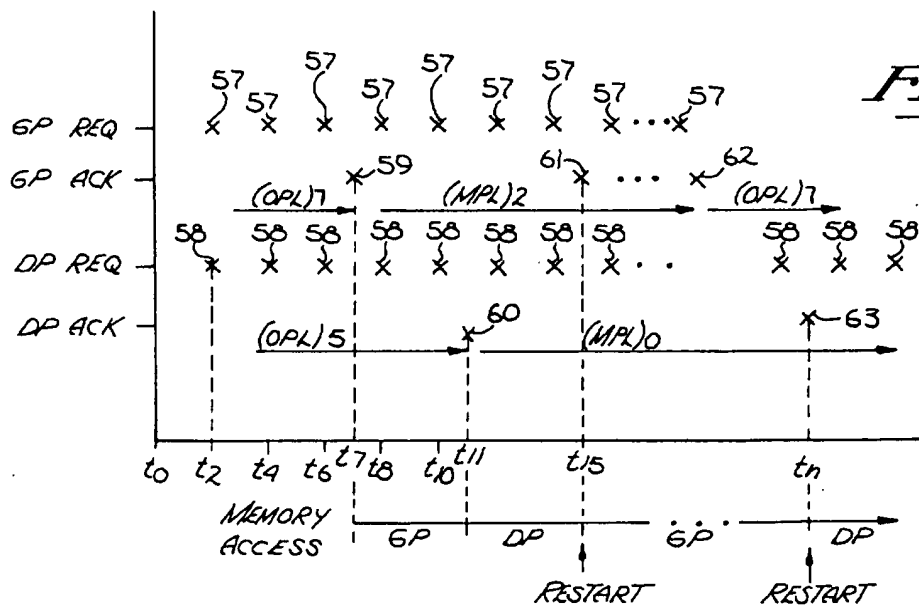 57 57 57 57 57 57 57 57 57
FI
GP REQ
59 61 62
GP ACK
(OPL)7 (MPL)2 (OPL)7
58 58 58 58 58 58 58 58 58 58 58
DP REQ
60 63
DP ACK
(OPL)5 (MPL)0
t0 t2 t4 t6 t7 t8 t10 t11 t15 tn
MEMORY
ACCESS
GP DP GP DP
RESTART RESTART